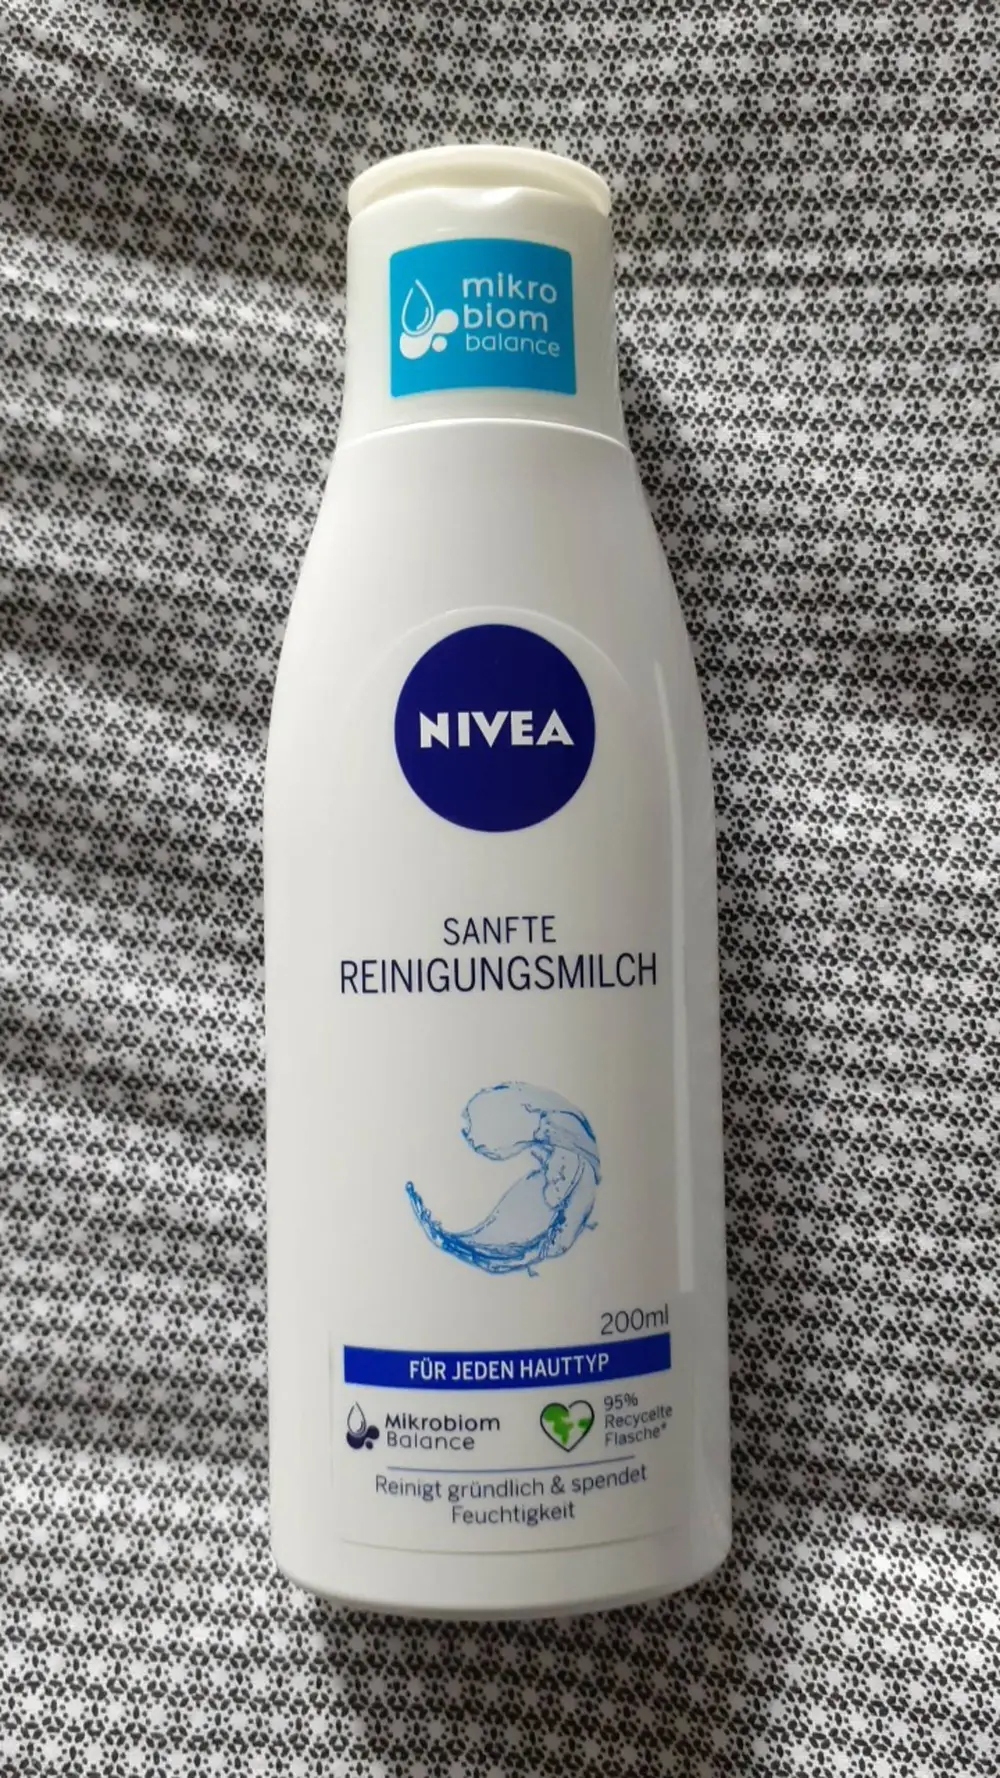 mikro
biom
balance
NIVEA
SANFTE
REINIGUNGSMILCH
200ml
FÜR JEDEN HAUTTYP
Mikrobiom
Balance
95%
Recycelte
Flasche*
Reinigt gründlich & spendet
Feuchtigkeit